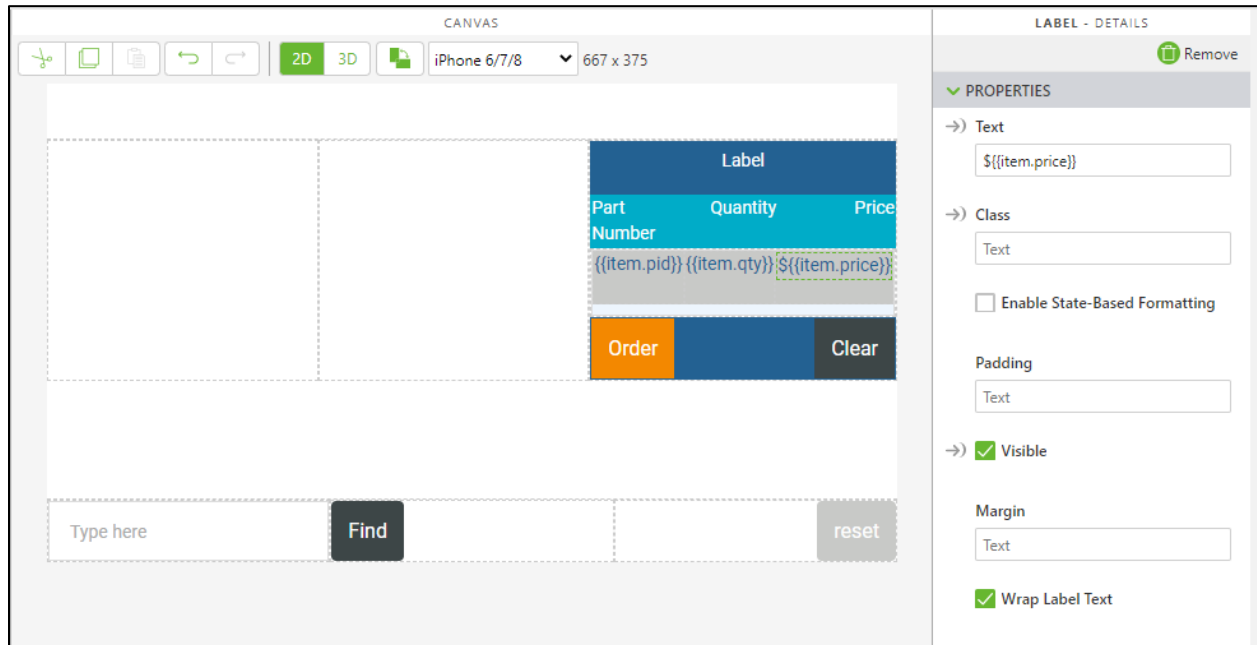 CANVAS
2D 3D iPhone 6/7/8 667 x 375
Label
Part Number Quantity Price
{{item.pid}} {{item.qty}} ${{item.price}}
Order Clear
Type here Find reset
LABEL - DETAILS
Remove
PROPERTIES
Text
${{item.price}}
Class
Text
Enable State-Based Formatting
Padding
Text
Visible
Margin
Text
Wrap Label Text